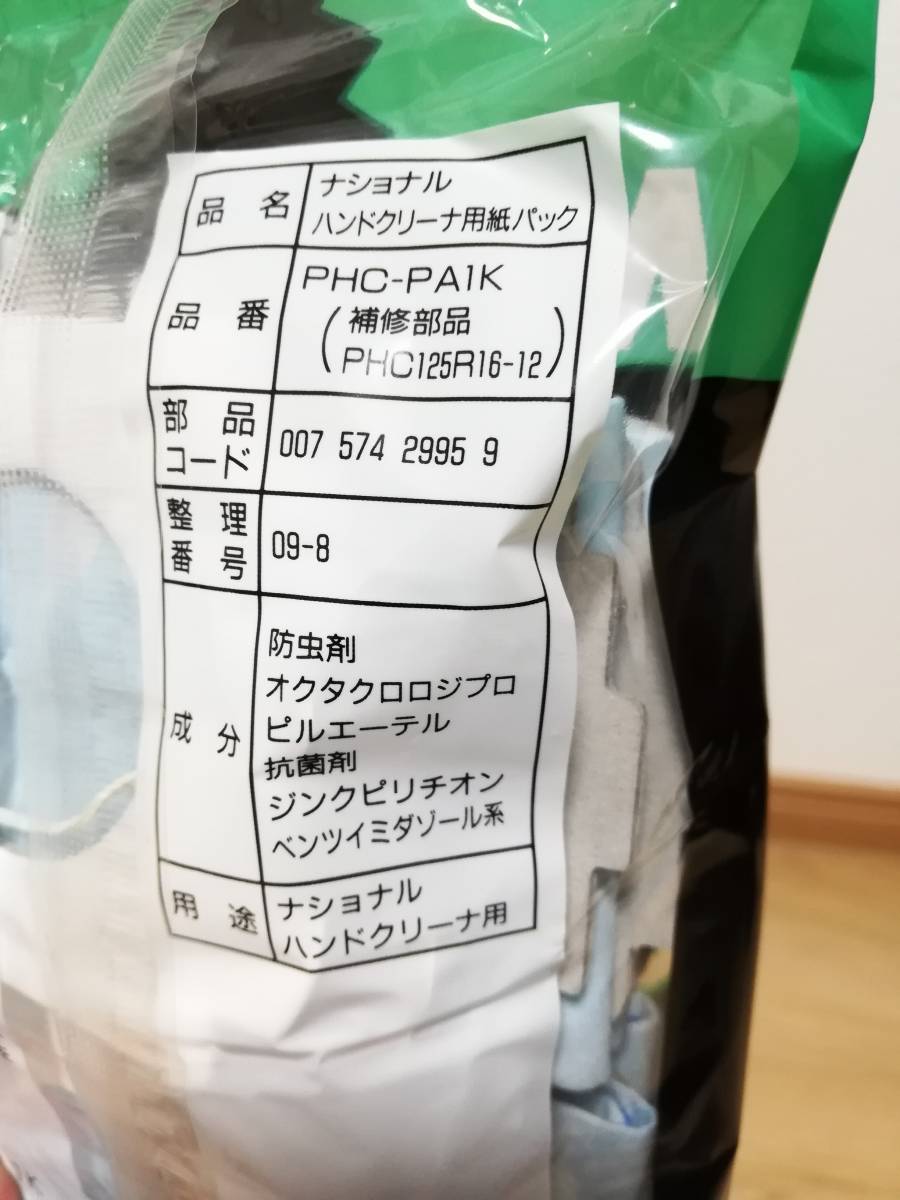 品名
ナショナル
ハンドクリーナ用紙パック
品番
PHC-PA1K
(補修部品
PHC125R16-12)
部品
コード
007 574 2995 9
整理
番号
09-8
成分
防虫剤
オクタクロロジプロ
ピルエーテル
抗菌剤
ジンクピリチオン
ベンツイミダゾール系
用途
ナショナル
ハンドクリーナ用